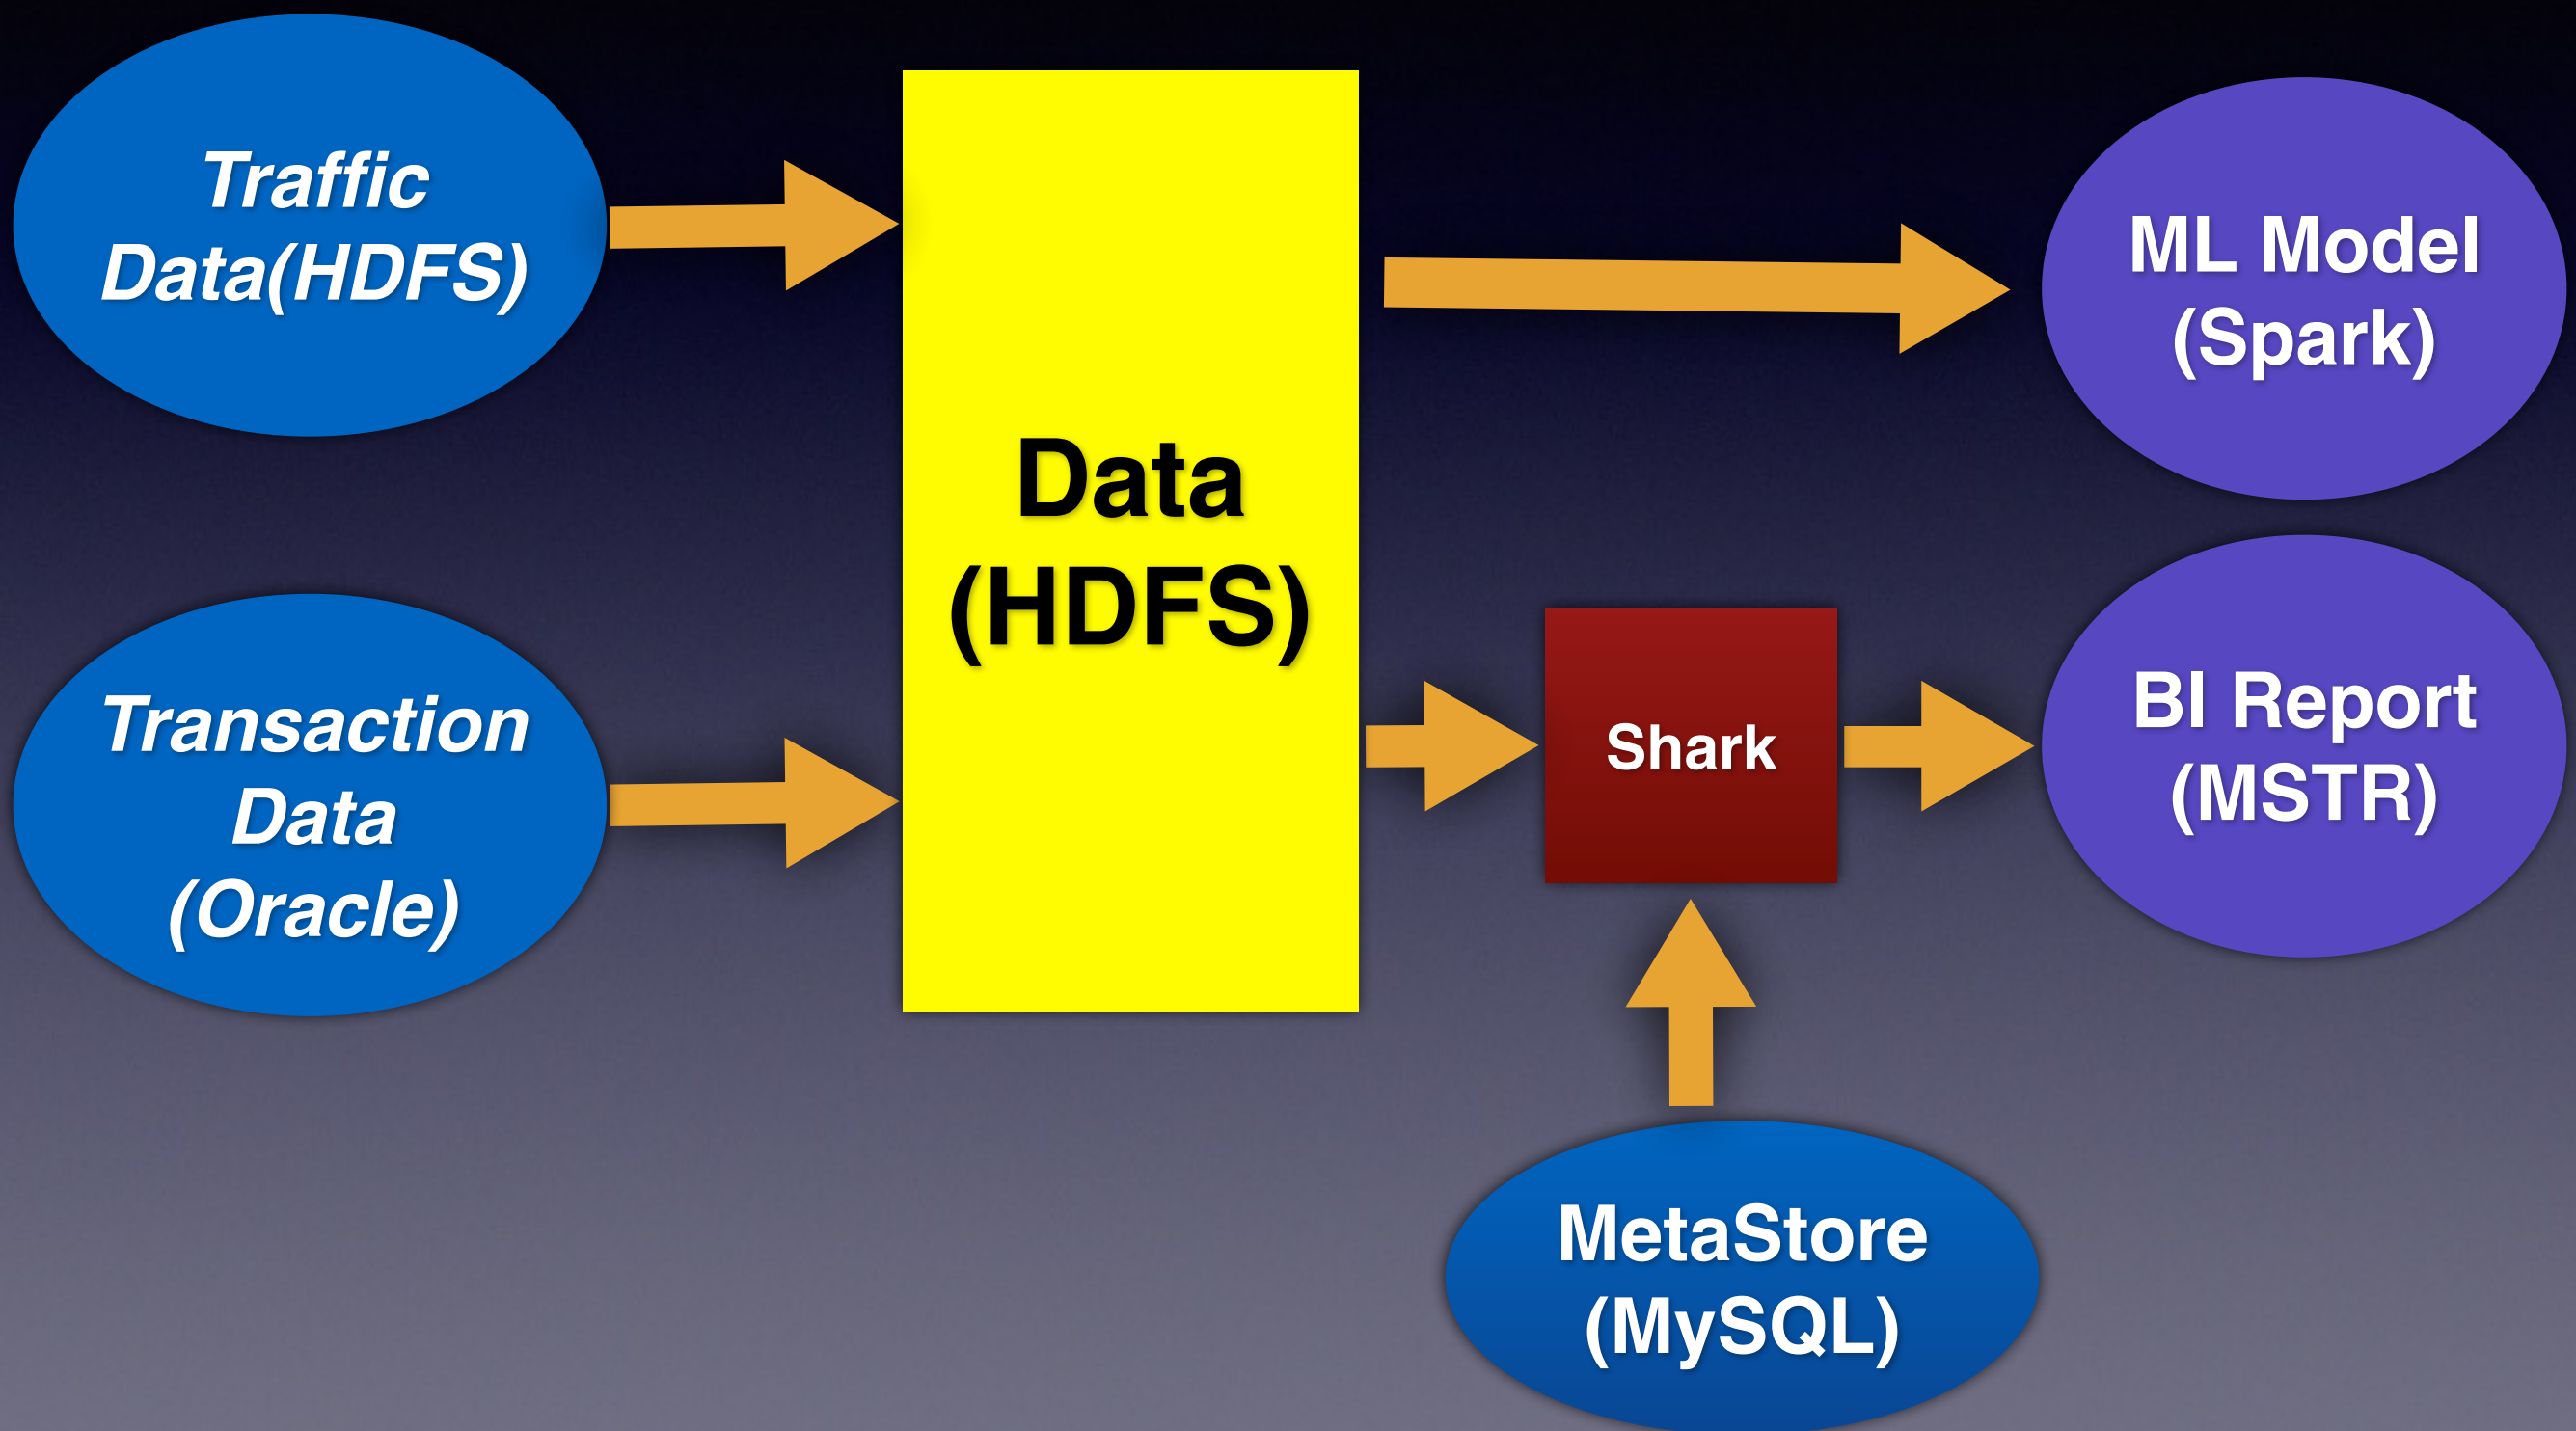 Traffic
Data(HDFS)
Data
(HDFS)
ML Model
(Spark)
Transaction
Data
(Oracle)
Shark
BI Report
(MSTR)
MetaStore
(MySQL)